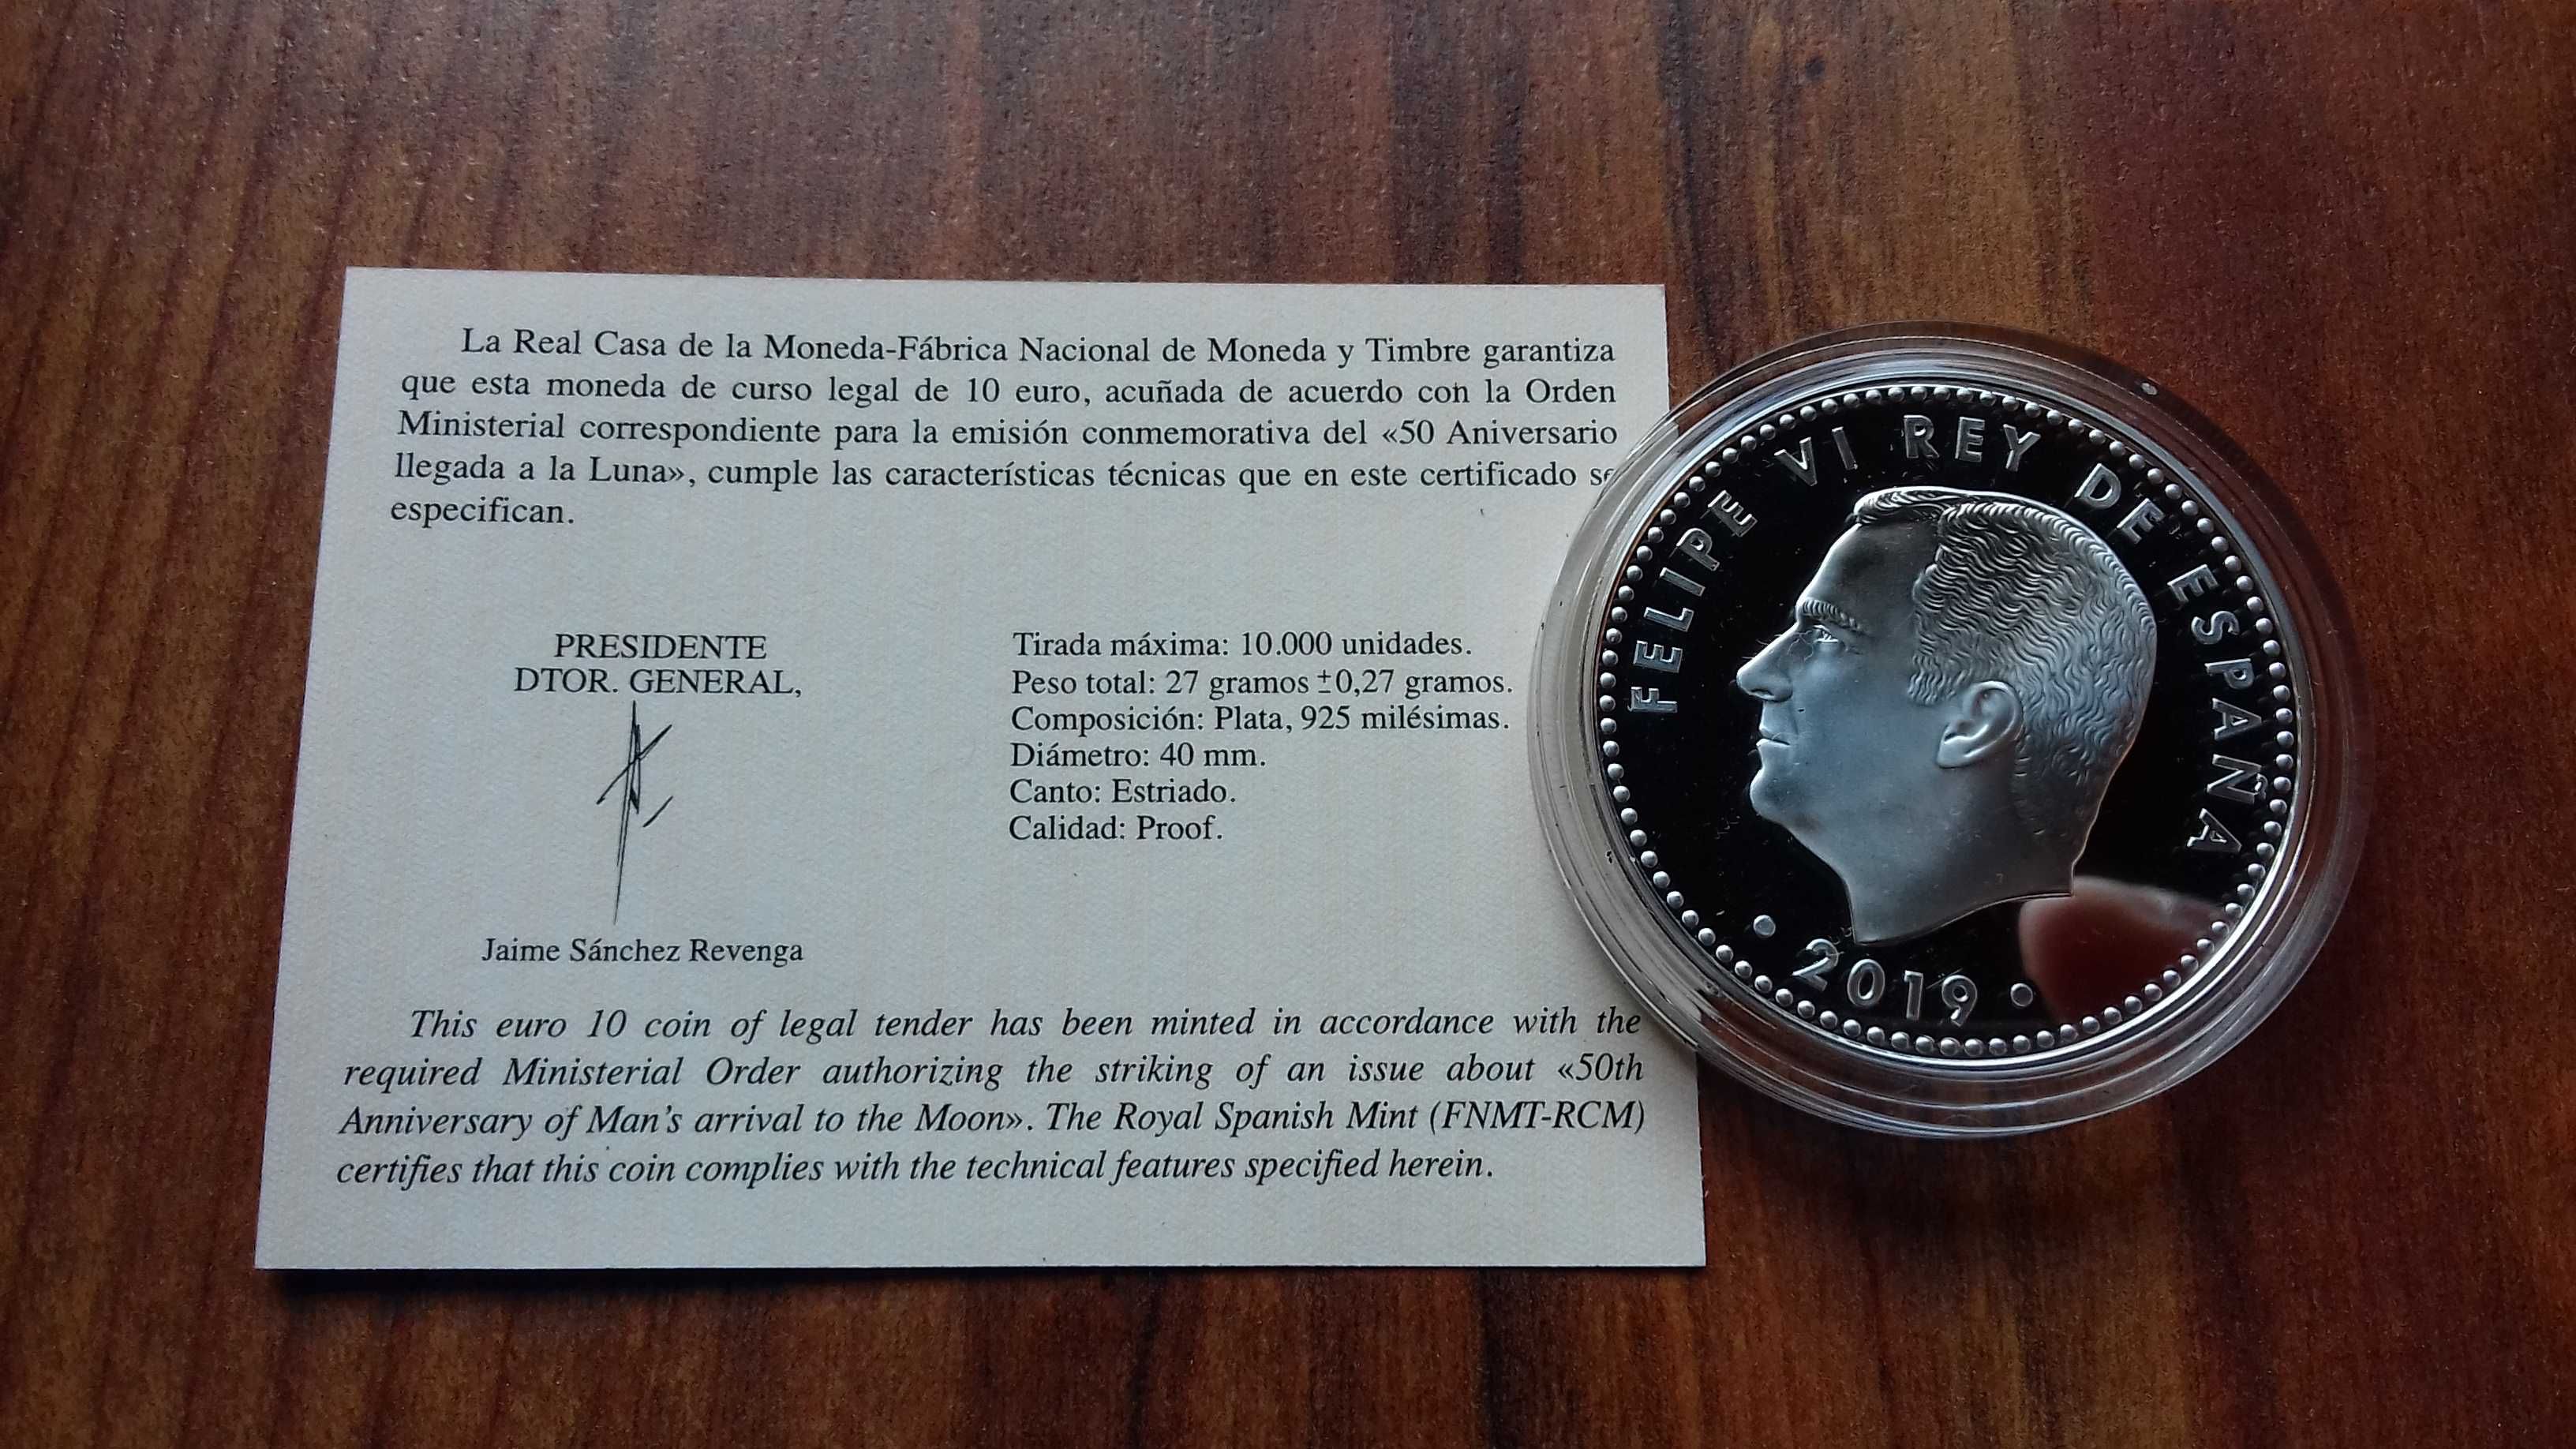 La Real Casa de la Moneda-Fábrica Nacional de Moneda y Timbre garantiza
que esta moneda de curso legal de 10 euro, acuñada de acuerdo con la Orden
Ministerial correspondiente para la emisión conmemorativa del «50 Aniversario
llegada a la Luna», cumple las características técnicas que en este certificado se
especifican.
PRESIDENTE
DTOR. GENERAL,
Jaime Sánchez Revenga
Tirada máxima: 10.000 unidades.
Peso total: 27 gramos ±0,27 gramos.
Composición: Plata, 925 milésimas.
Diámetro: 40 mm.
Canto: Estriado.
Calidad: Proof.
This euro 10 coin of legal tender has been minted in accordance with the
required Ministerial Order authorizing the striking of an issue about «50th
Anniversary of Man's arrival to the Moon». The Royal Spanish Mint (FNMT-RCM)
certifies that this coin complies with the technical features specified herein.
FELIPE VI REY DE ESPAÑA
• 2019 •